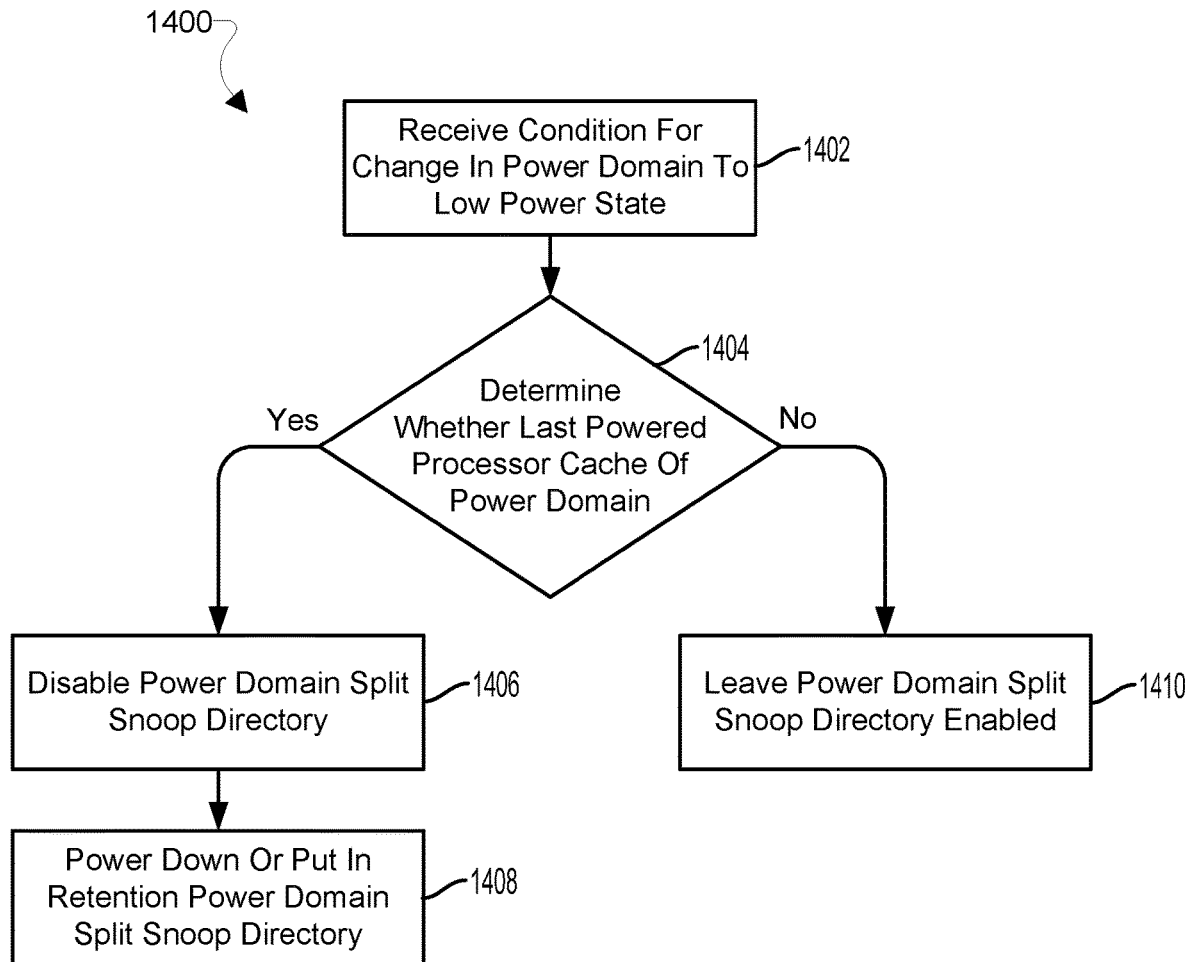 1400
Receive Condition For
Change In Power Domain To
Low Power State
1402
1404
Determine
Whether Last Powered
Processor Cache Of
Power Domain
Yes
No
Disable Power Domain Split
Snoop Directory
1406
Leave Power Domain Split
Snoop Directory Enabled
1410
Power Down Or Put In
Retention Power Domain
Split Snoop Directory
1408